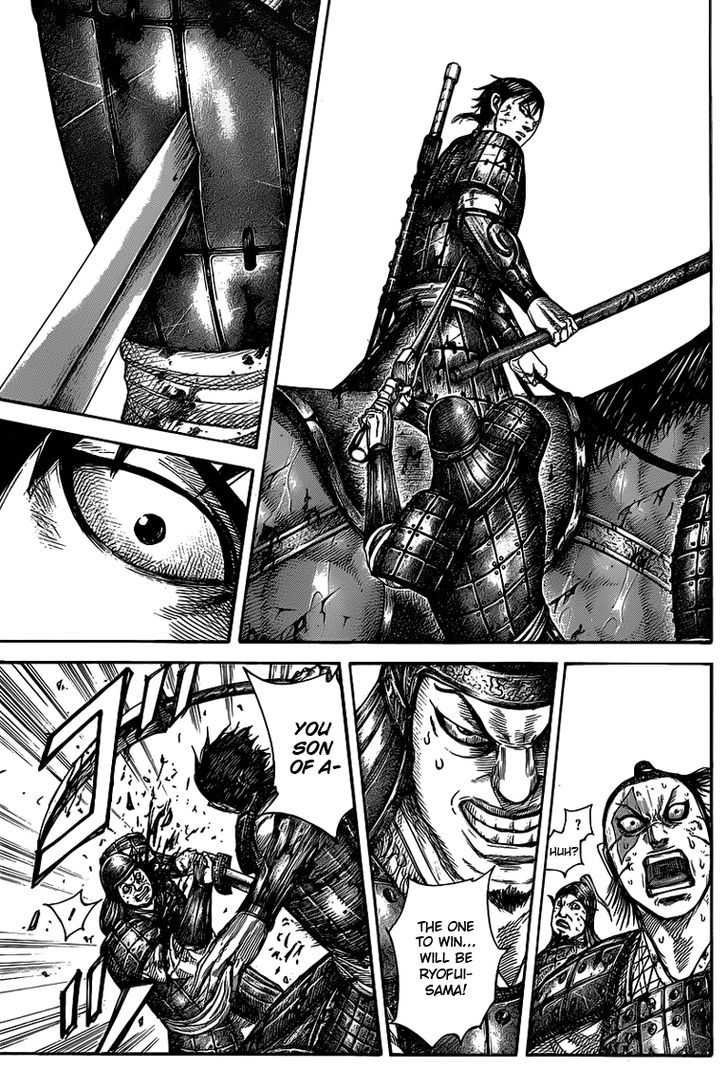 ?
HUH?
THE ONE
TO WIN...
WILL BE
RYOFUI-
SAMA!
YOU
SON
OF A-
!